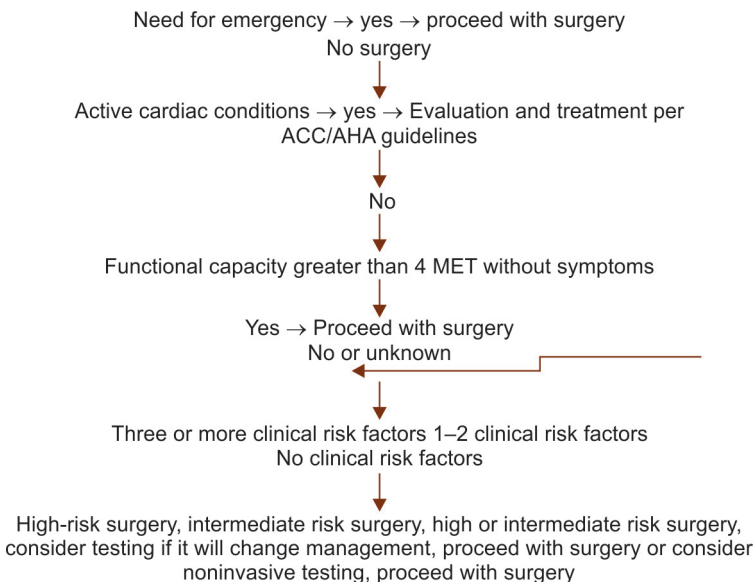 Need for emergency → yes → proceed with surgery
No surgery
Active cardiac conditions → yes → Evaluation and treatment per
ACC/AHA guidelines
No
Functional capacity greater than 4 MET without symptoms
Yes → Proceed with surgery
No or unknown
Three or more clinical risk factors 1–2 clinical risk factors
No clinical risk factors
High-risk surgery, intermediate risk surgery, high or intermediate risk surgery,
consider testing if it will change management, proceed with surgery or consider
noninvasive testing, proceed with surgery